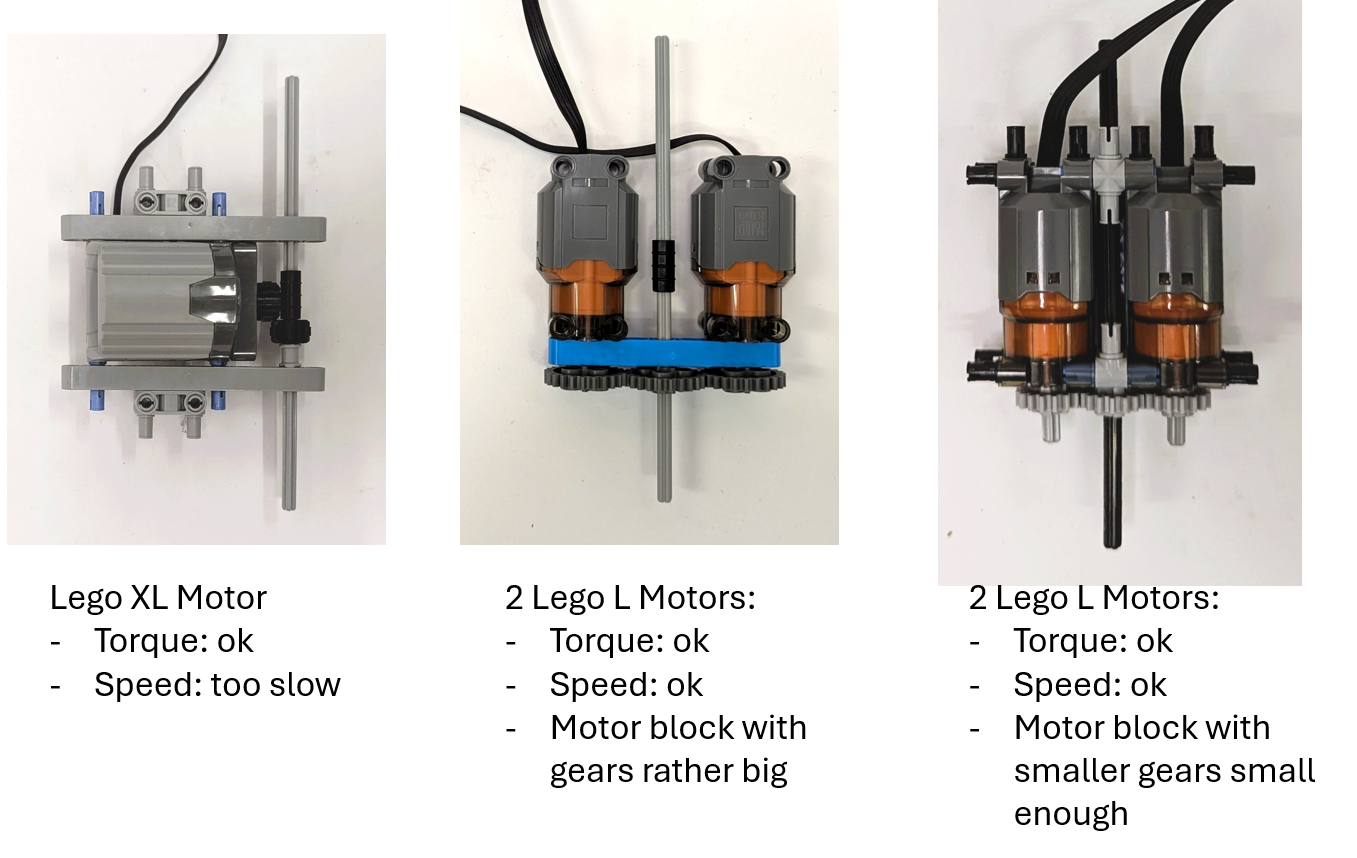 Lego XL Motor
- Torque: ok
- Speed: too slow
2 Lego L Motors:
- Torque: ok
- Speed: ok
- Motor block with
gears rather big
2 Lego L Motors:
- Torque: ok
- Speed: ok
- Motor block with
smaller gears small
enough